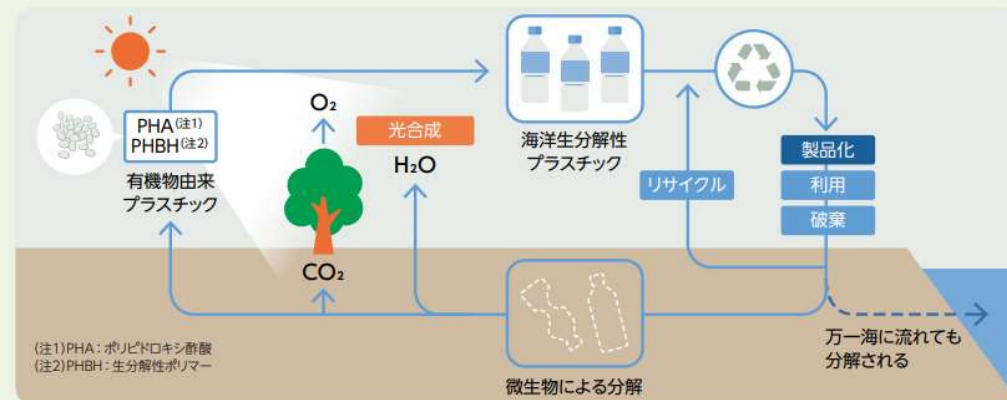 PHA(注1)
PHBH(注2)
有機物由来
プラスチック
O₂
光合成
H₂O
CO₂
海洋生分解性
プラスチック
リサイクル
製品化
利用
破棄
万一海に流れても
分解される
微生物による分解
(注1)PHA：ポリヒドロキシ酢酸
(注2)PHBH：生分解性ポリマー